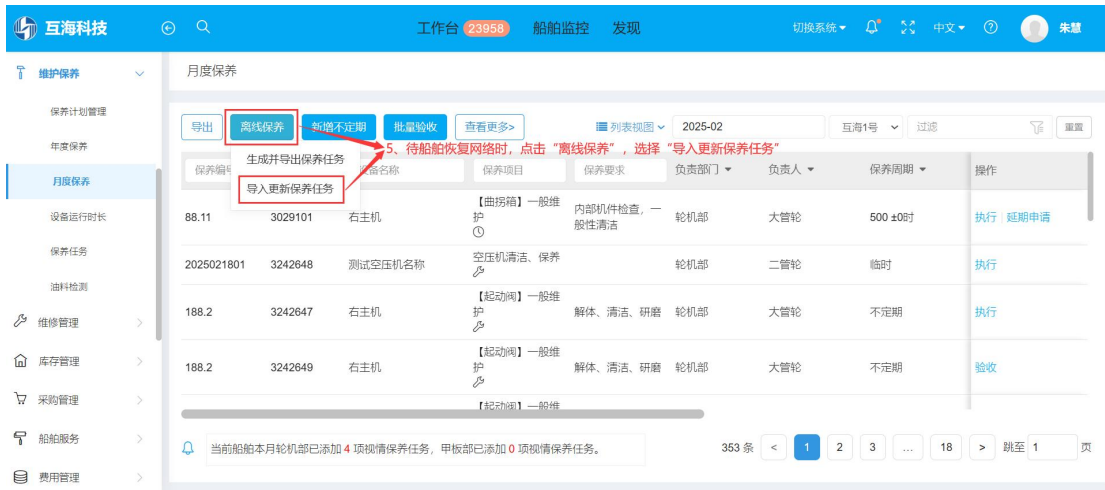 互海科技
工作台 23958 船舶监控 发现
切换系统 中文 朱慧
维护保养
月度保养
保养计划管理
年度保养
月度保养
设备运行时长
保养任务
油料检测
维修管理
库存管理
采购管理
船舶服务
费用管理
导出 离线保养 新增不定期 批量验收 查看更多> 列表视图 2025-02 互海1号 过滤 重置
生成并导出保养任务
导入更新保养任务
5、待船舶恢复网络时，点击“离线保养”，选择“导入更新保养任务”
保养编号 设备名称 保养项目 保养要求 负责部门 负责人 保养周期 操作
88.11 3029101 右主机 【曲拐箱】一般维护 内部机件检查，一般性清洁 轮机部 大管轮 500 ±0时 执行 延期申请
2025021801 3242648 测试空压机名称 空压机清洁、保养 轮机部 二管轮 临时 执行
188.2 3242647 右主机 【起动阀】一般维护 解体、清洁、研磨 轮机部 大管轮 不定期 执行
188.2 3242649 右主机 【起动阀】一般维护 解体、清洁、研磨 轮机部 大管轮 不定期 验收
【起动阀】一般维
当前船舶本月轮机部已添加 4 项视情保养任务，甲板部已添加 0 项视情保养任务。
353 条 < 1 2 3 ... 18 > 跳至 1 页